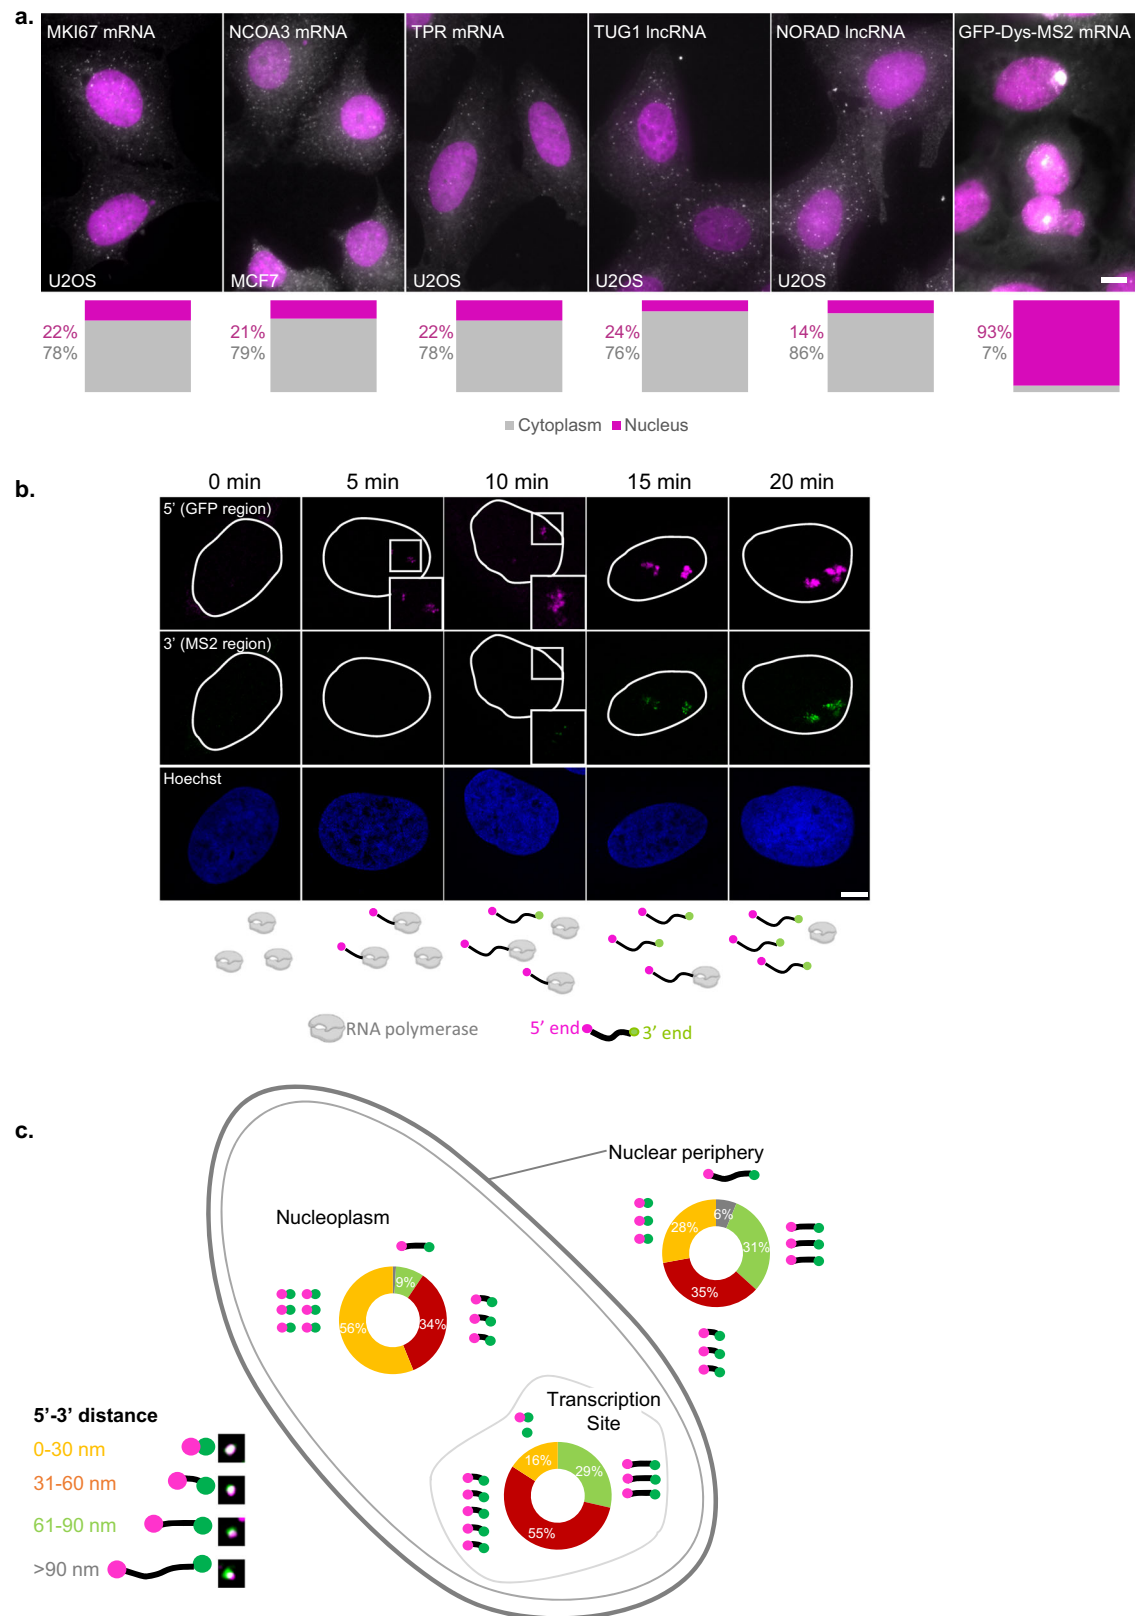 a.
MKI67 mRNA
NCOA3 mRNA
TPR mRNA
TUG1 lncRNA
NORAD lncRNA
GFP-Dys-MS2 mRNA
U2OS
MCF7
U2OS
U2OS
U2OS
22%
78%
21%
79%
22%
78%
24%
76%
14%
86%
93%
7%
Cytoplasm
Nucleus
b.
0 min
5 min
10 min
15 min
20 min
5' (GFP region)
3' (MS2 region)
Hoechst
RNA polymerase
5' end
3' end
c.
Nuclear periphery
6%
28%
31%
35%
Nucleoplasm
9%
56%
34%
Transcription
Site
16%
29%
55%
5'-3' distance
0-30 nm
31-60 nm
61-90 nm
>90 nm